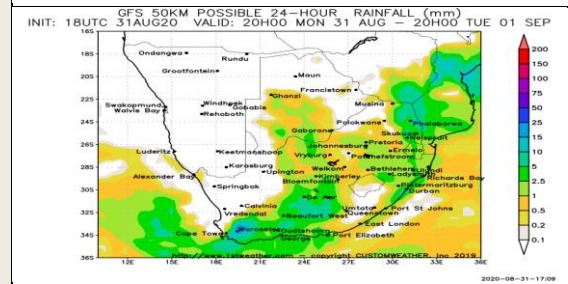 GFS 50KM POSSIBLE 24-HOUR RAINFALL (mm)
INIT: 18UTC 31AUG20 VALID: 20H00 MON 31 AUG - 20H00 TUE 01 SEP
16S
18S
20S
22S
24S
26S
28S
30S
32S
34S
36S
Ondangwa
Rundu
Grootfontein
Maun
Francistown
Ghanzi
Musina
Swakopmund
Walvis Bay
Windhoek
Gobabis
Rehoboth
Polokwane
Phalaborwa
Gaborone
Skukuza
Nelspruit
Johannesburg
Pretoria
Luderitz
Keetmanshoop
Vryburg
Potchefstroom
Ermelo
Karasburg
Welkom
Bethlehem
Ulundi
Alexander Bay
Upington
Kimberley
Ladysmith
Richards Bay
Bloemfontein
Springbok
Pietermaritzburg
Durban
De Aar
Calvinia
Umtata
Port St Johns
Vredendal
Beaufort West
Queenstown
East London
Cape Town
Worcester
Oudtshoorn
George
Port Elizabeth
http://www.1stweather.com - copyright CUSTOMWEATHER, Inc 2019
12E 15E 18E 21E 24E 27E 30E 33E 36E
200
150
100
75
50
25
15
10
5
2.5
1
0.5
0.2
0.1
2020-08-31-17:09